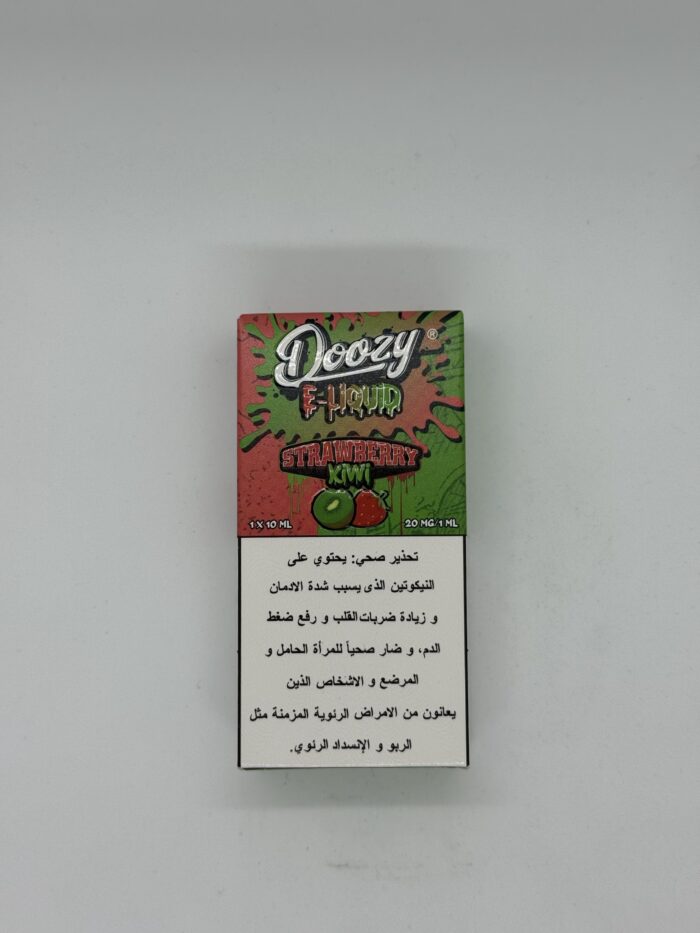 Doozy®
E-LIQUID
STRAWBERRY
KIWI
1 X 10 ML
20 MG/1 ML
تحذير صحي: يحتوي على
النيكوتين الذى يسبب شدة الادمان
و زيادة ضربات القلب و رفع ضغط
الدم، و ضار صحياً للمرأة الحامل و
المرضع و الاشخاص الذين
يعانون من الامراض الرئوية المزمنة مثل
الربو و الإنسداد الرئوي.